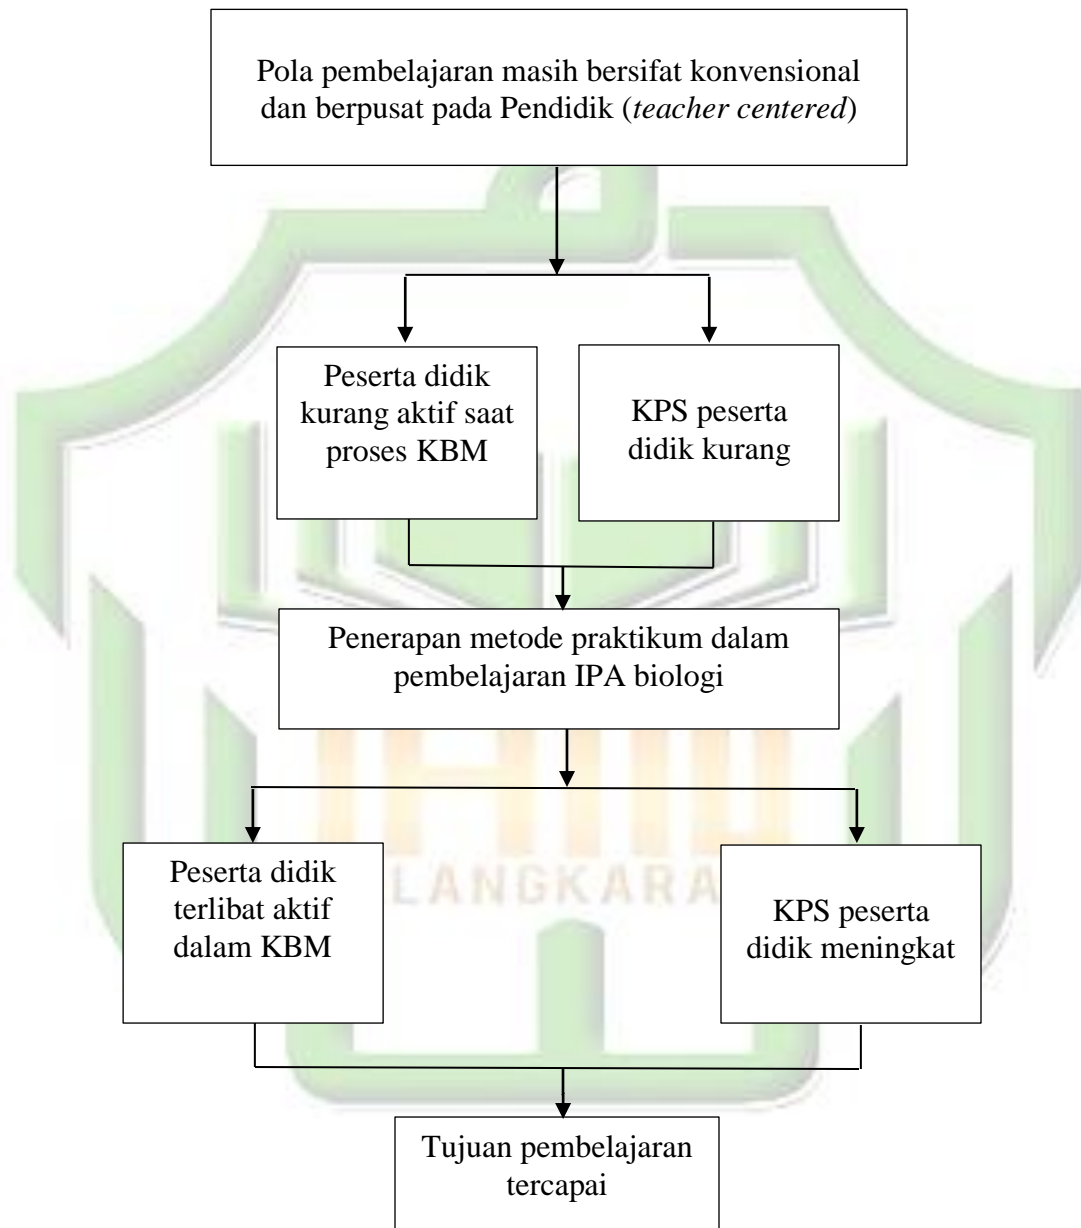 Pola pembelajaran masih bersifat konvensional
dan berpusat pada Pendidik (teacher centered)
Peserta didik
kurang aktif saat
proses KBM
KPS peserta
didik kurang
Penerapan metode praktikum dalam
pembelajaran IPA biologi
Peserta didik
terlibat aktif
dalam KBM
LANGKARA
KPS peserta
didik meningkat
Tujuan pembelajaran
tercapai